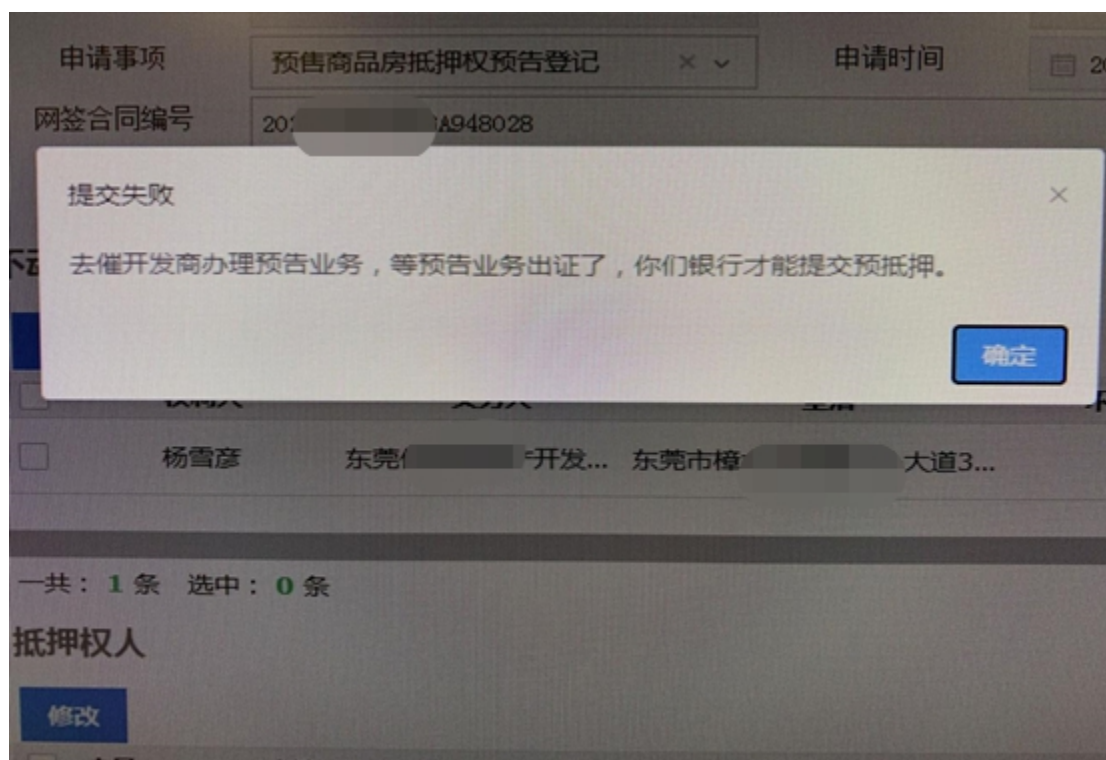 申请事项 预售商品房抵押权预告登记 申请时间 20
网签合同编号 202 A948028
提交失败
去催开发商办理预告业务，等预告业务出证了，你们银行才能提交预抵押。
确定
杨雪彦 东莞 开发... 东莞市樟 大道3...
一共： 1 条 选中： 0 条
抵押权人
修改